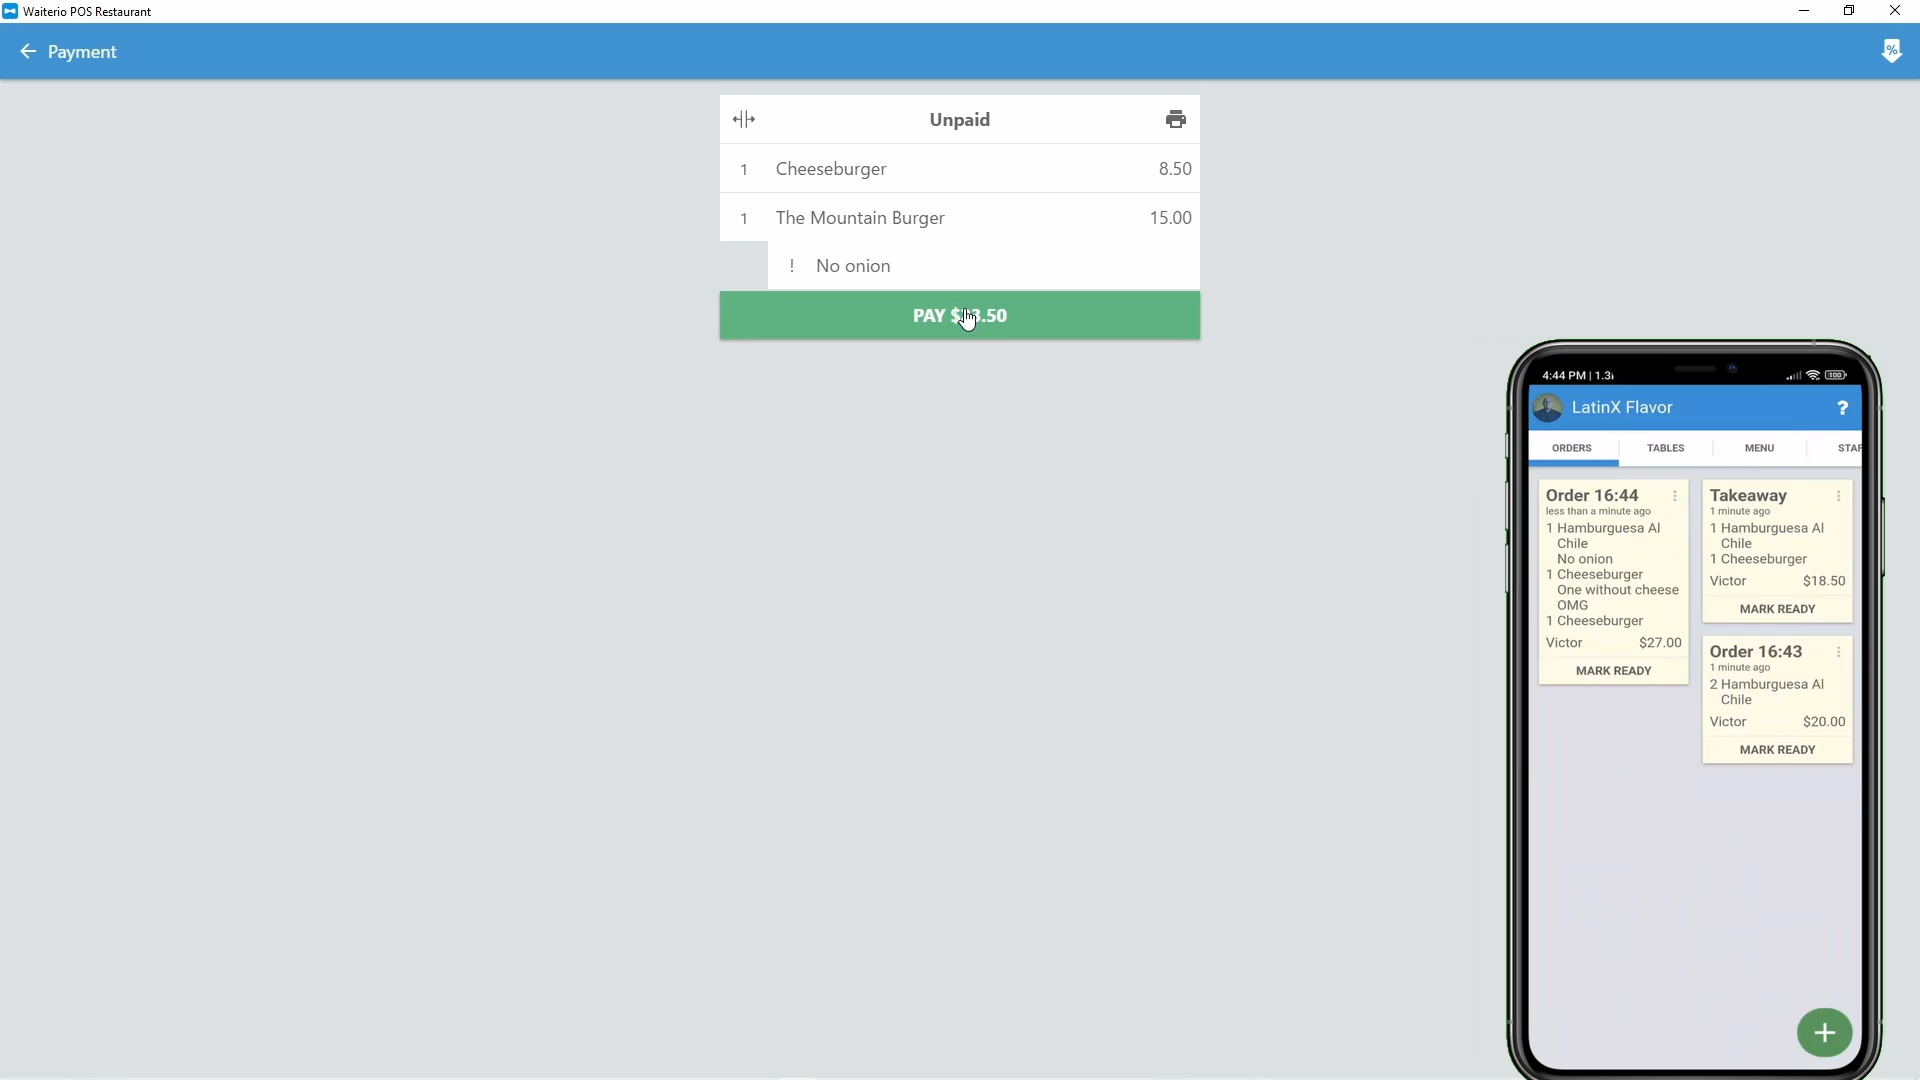 Waiterio POS Restaurant
Payment
%
Unpaid
1 Cheeseburger 8.50
1 The Mountain Burger 15.00
! No onion
PAY $ 3.50
4:44 PM | 1.3
100
LatinX Flavor ?
ORDERS TABLES MENU STAF
Order 16:44
less than a minute ago
1 Hamburguesa Al
Chile
No onion
1 Cheeseburger
One without cheese
OMG
1 Cheeseburger
Victor $27.00
MARK READY
Takeaway
1 minute ago
1 Hamburguesa Al
Chile
1 Cheeseburger
Victor $18.50
MARK READY
Order 16:43
1 minute ago
2 Hamburguesa Al
Chile
Victor $20.00
MARK READY